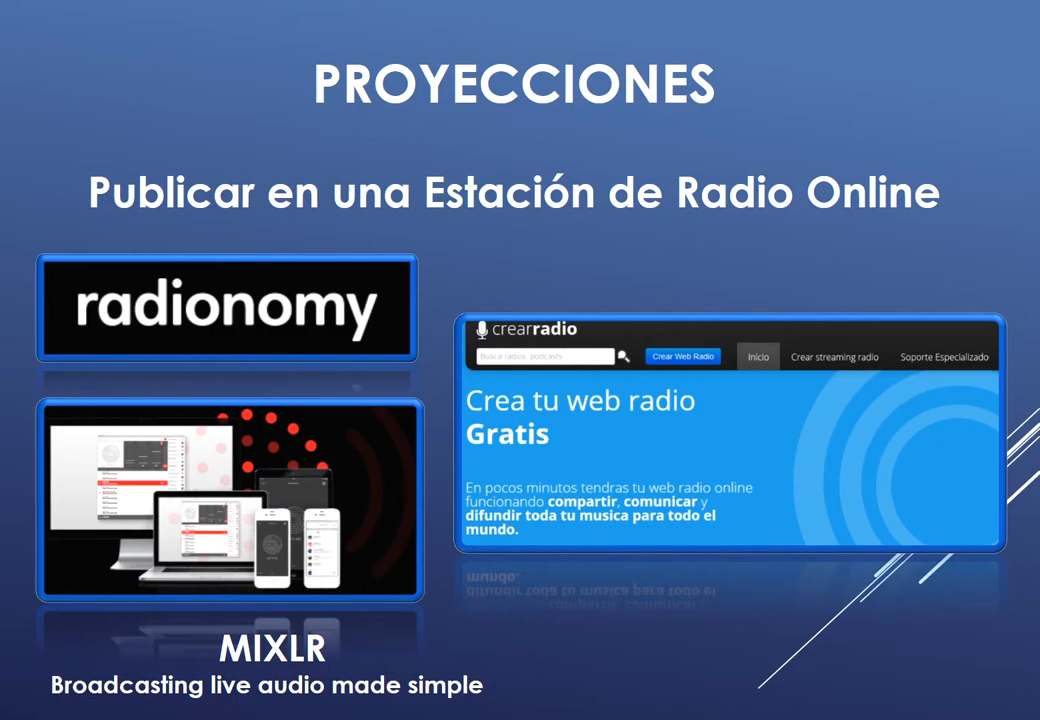 PROYECCIONES
Publicar en una Estación de Radio Online
radionomy
crearradio
Busca radios, podcasts
Crear Web Radio
Inicio
Crear streaming radio
Soporte Especializado
Crea tu web radio
Gratis
En pocos minutos tendras tu web radio online
funcionando compartir, comunicar y
difundir toda tu musica para todo el
mundo.
MIXLR
Broadcasting live audio made simple